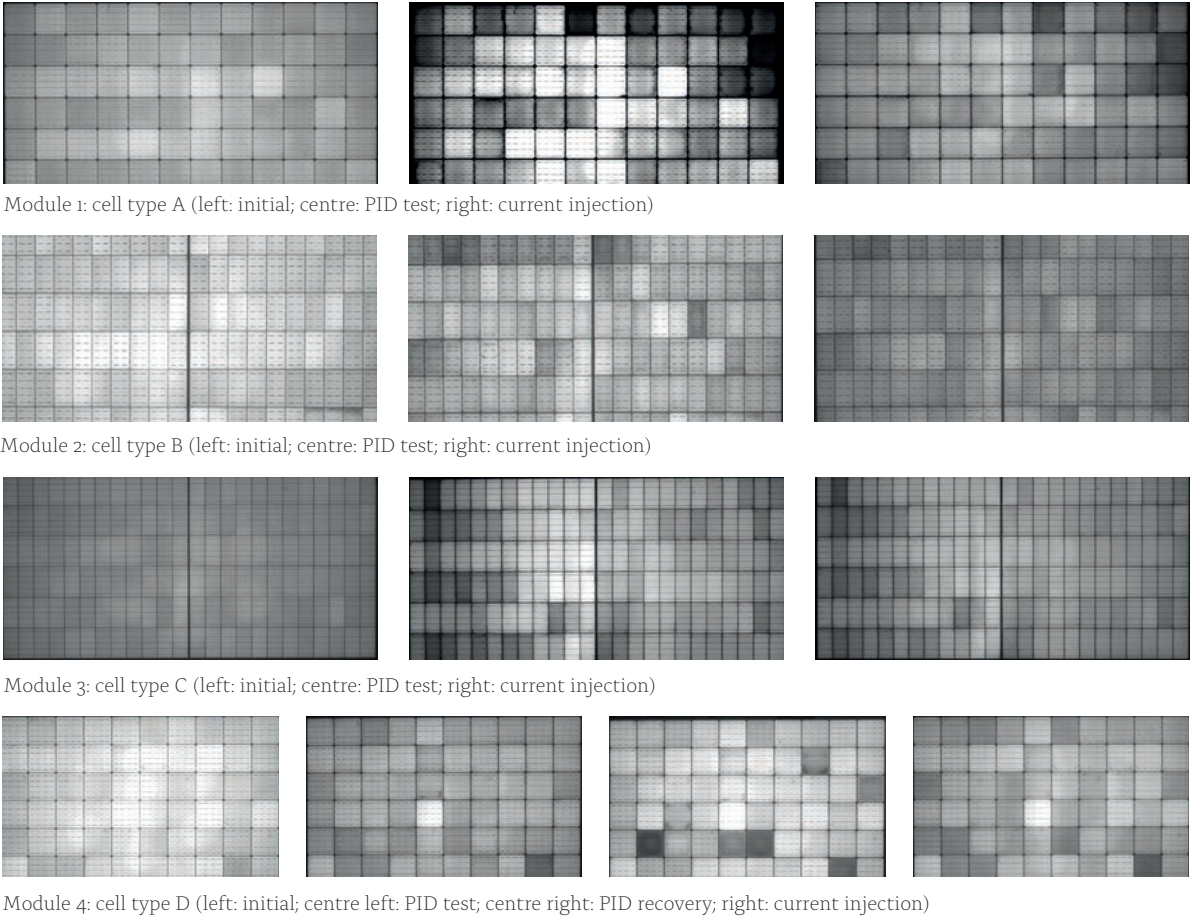 Module 1: cell type A (left: initial; centre: PID test; right: current injection)
Module 2: cell type B (left: initial; centre: PID test; right: current injection)
Module 3: cell type C (left: initial; centre: PID test; right: current injection)
Module 4: cell type D (left: initial; centre left: PID test; centre right: PID recovery; right: current injection)